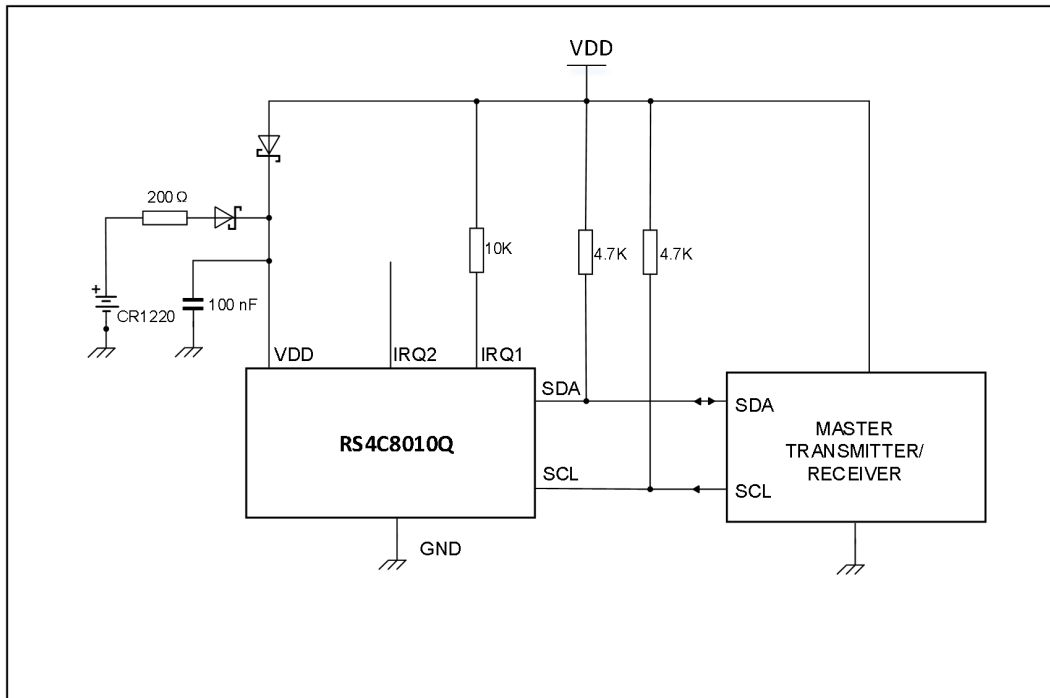 VDD
200 Ω
10K
4.7K
4.7K
+
CR1220
100 nF
VDD
IRQ2
IRQ1
SDA
SDA
RS4C8010Q
MASTER
TRANSMITTER/
RECEIVER
SCL
SCL
GND